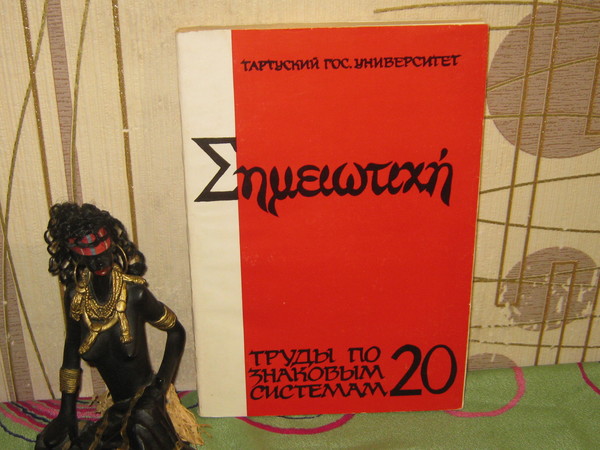 ТАРТУСКИЙ ГОС. УНИВЕРСИТЕТ
Σημειωτική
ТРУДЫ ПО
ЗНАКОВЫМ
СИСТЕМАМ 20